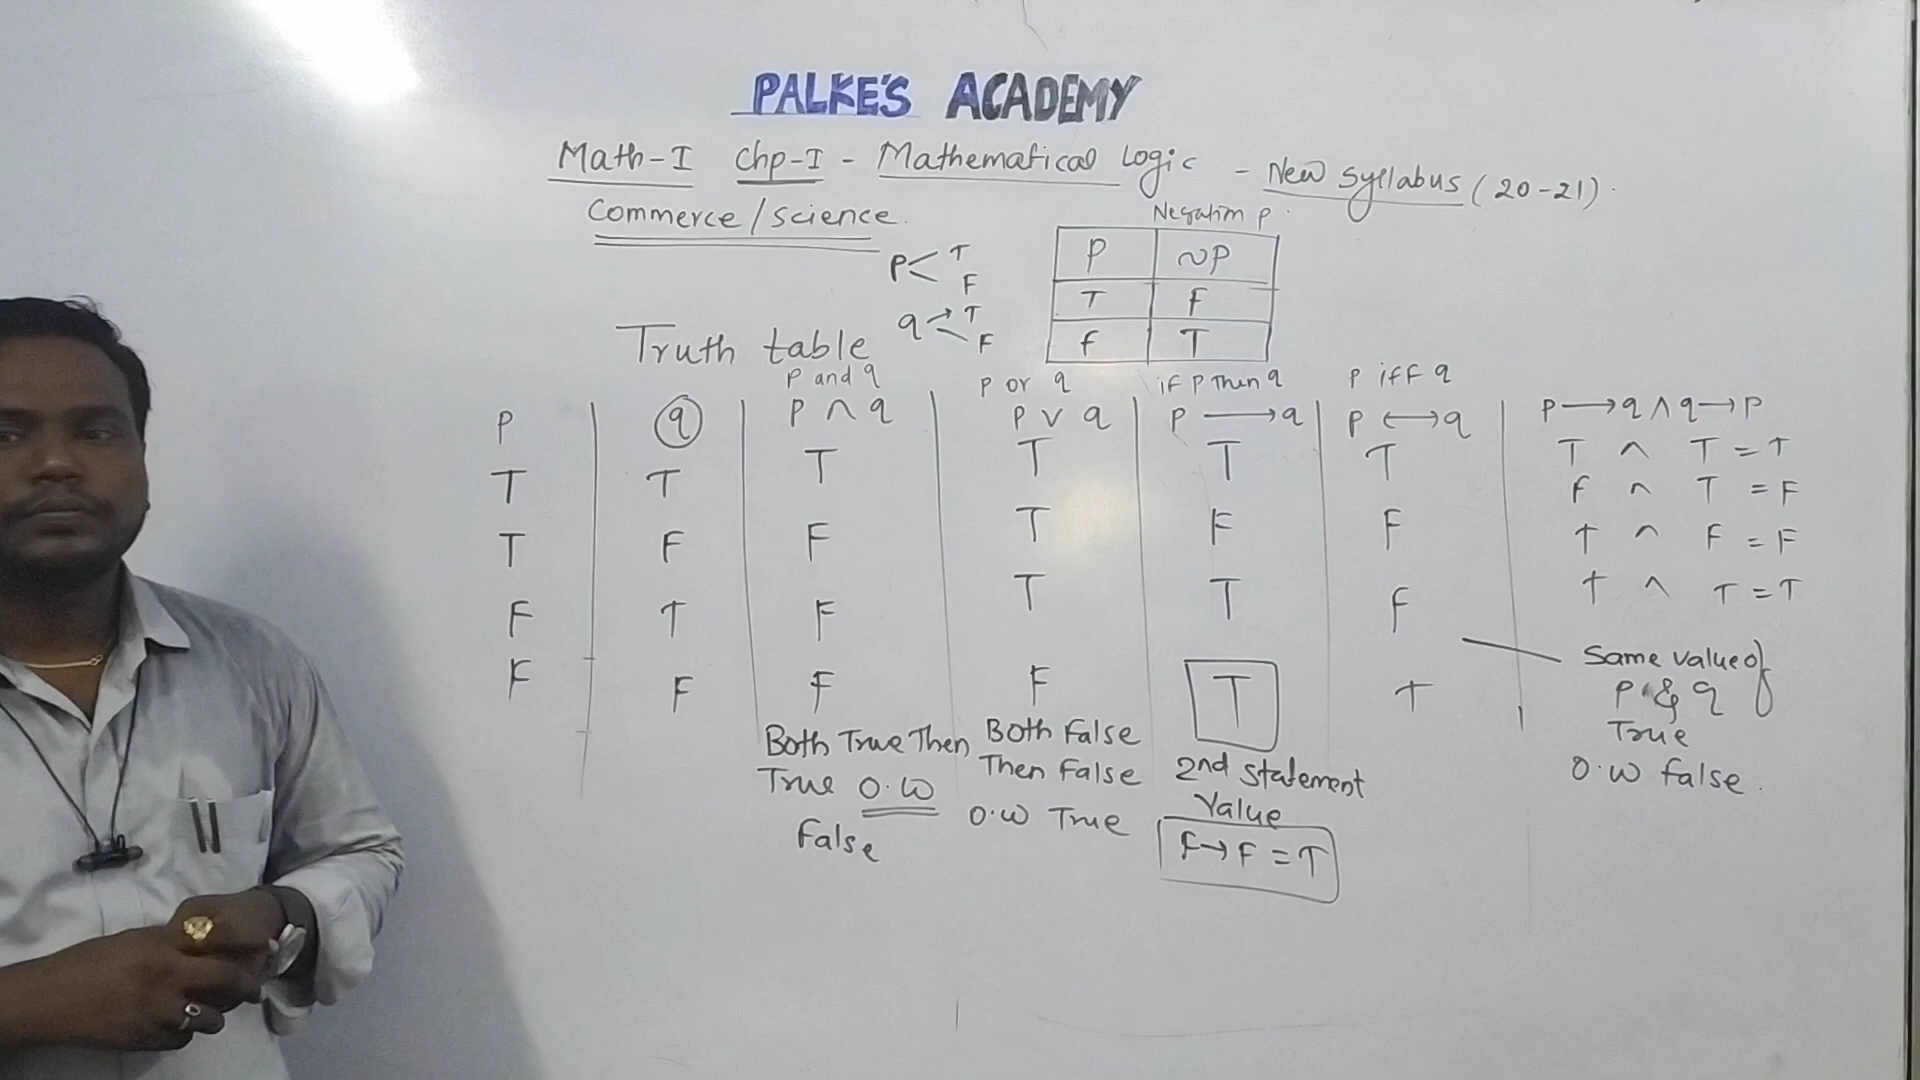 PALKE'S ACADEMY
Math-I Chp-I - Mathematical Logic - New Syllabus (20-21).
Commerce/Science.
Negation p.
P < T F
q → T F
P | ~P
T | F
F | T
Truth table
P and q | P or q | if P Then q | P iff q
P | q | P ∧ q | P ∨ q | P → q | P ↔ q | P → q ∧ q → P
T | T | T | T | T | T | T ∧ T = T
T | F | F | T | F | F | F ∧ T = F
F | T | F | T | T | F | T ∧ F = F
F | F | F | F | T | T | T ∧ T = T
Both True Then
True O.W
False
Both False
Then False
O.W True
2nd Statement
Value
F → F = T
Same value of
P & q
True
O.W false.